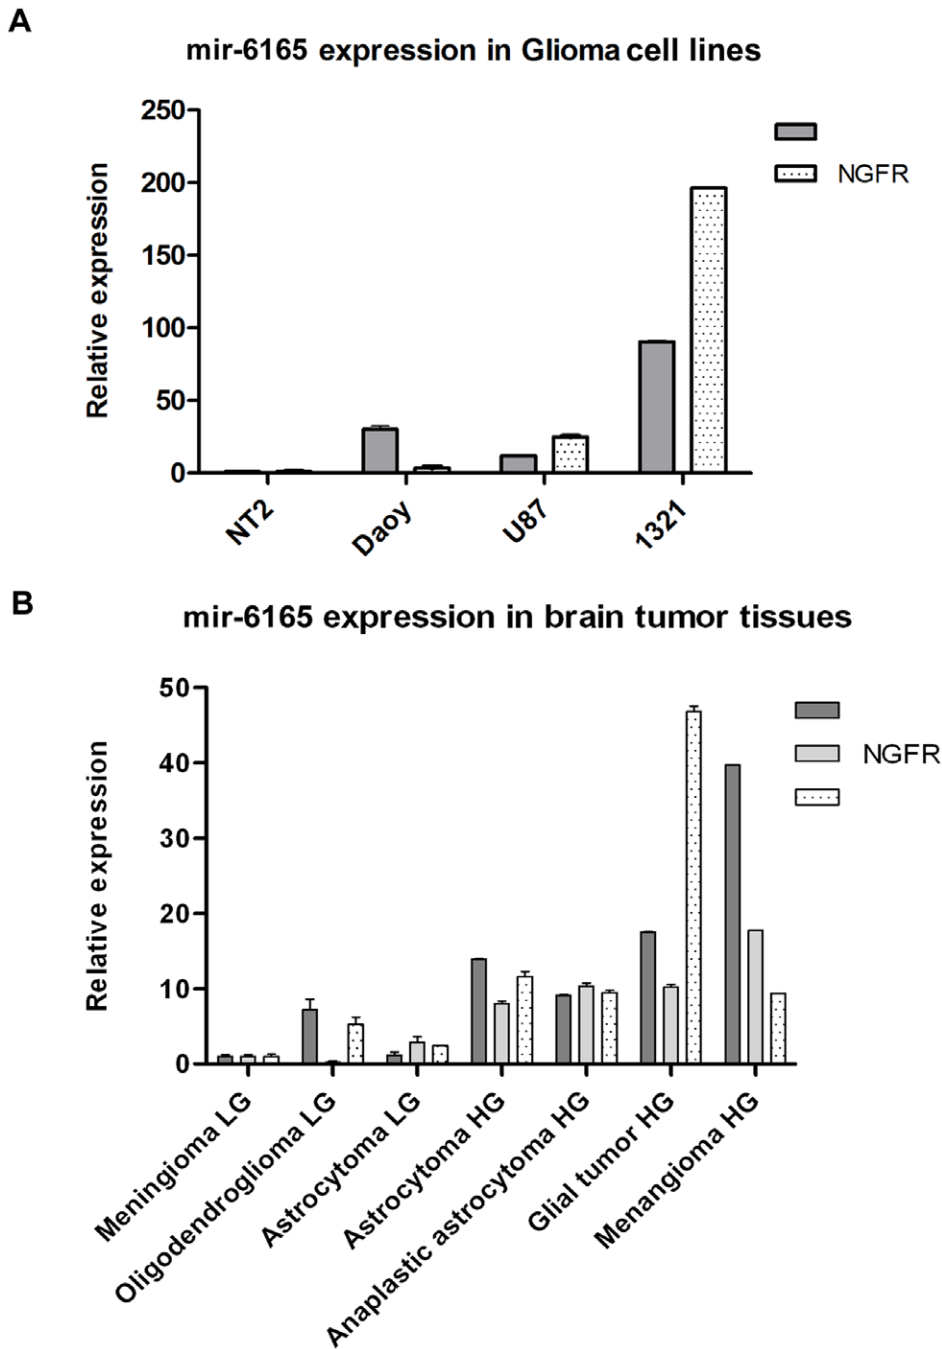 A
mir-6165 expression in Glioma cell lines
250
200
150
100
50
0
Relative expression
NGFR
NT2
Daoy
U87
1321
B
mir-6165 expression in brain tumor tissues
50
40
30
20
10
0
Relative expression
NGFR
Meningioma LG
Oligodendroglioma LG
Astrocytoma LG
Astrocytoma HG
Anaplastic astrocytoma HG
Glial tumor HG
Menangioma HG